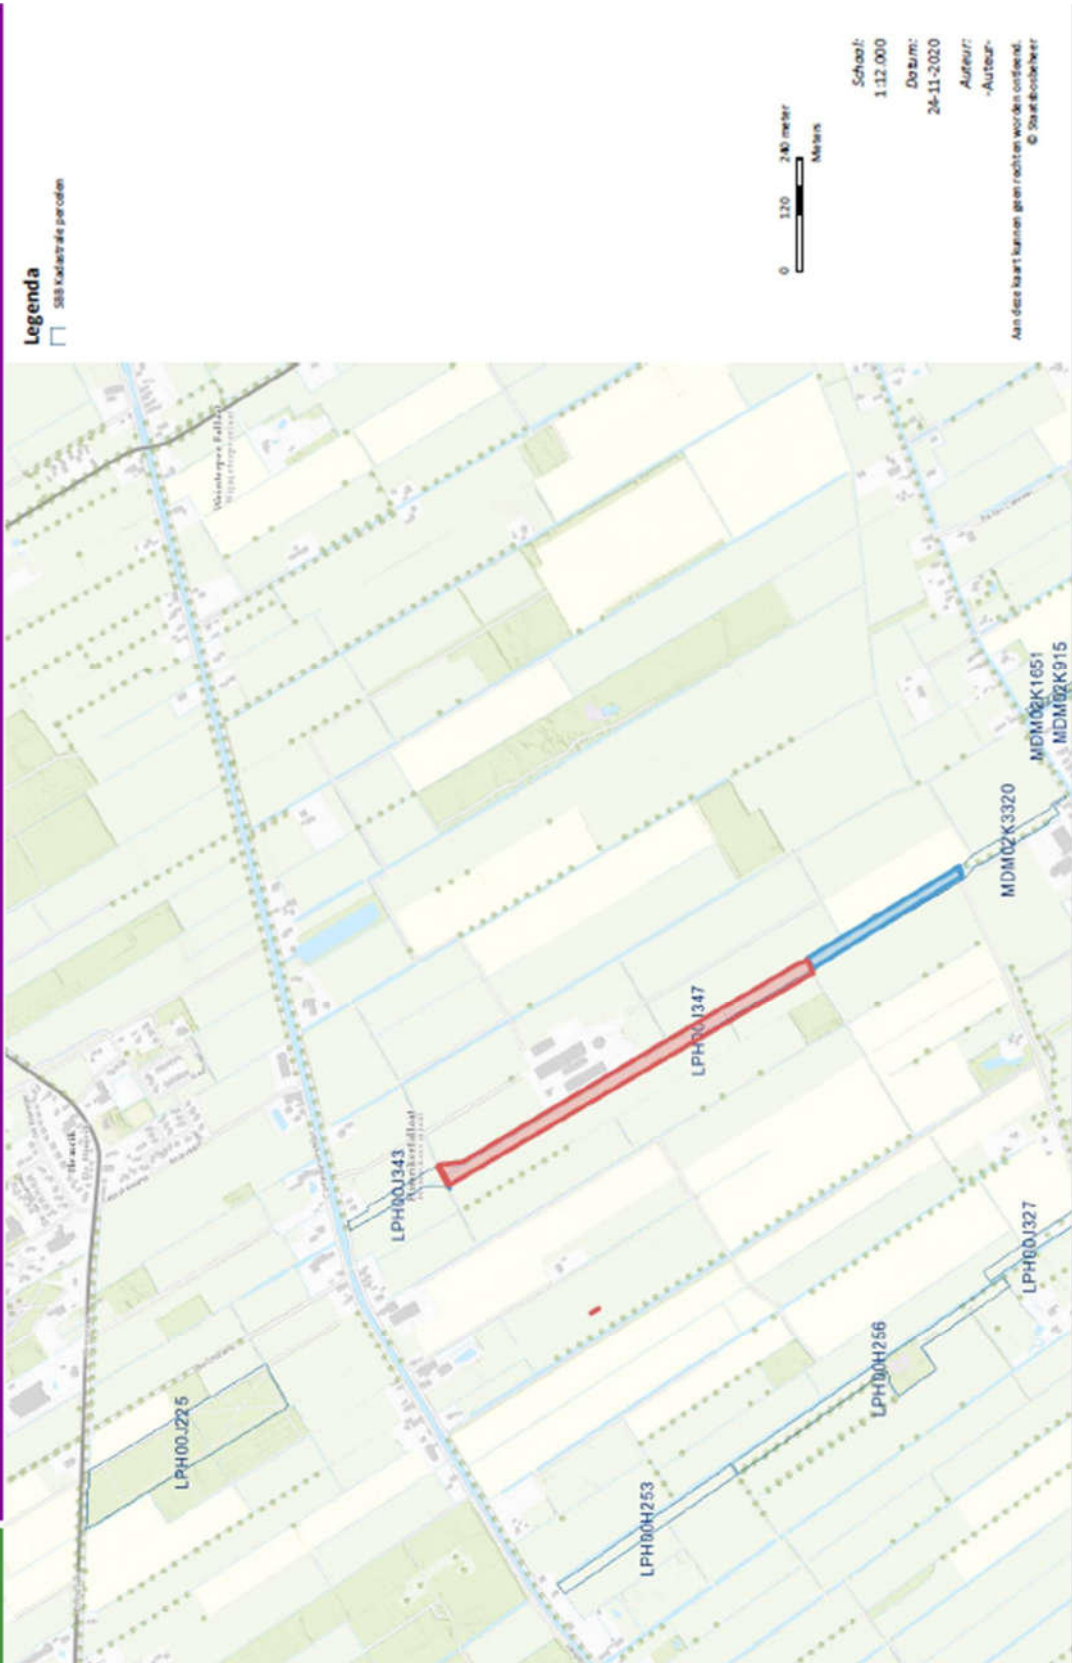 Legenda
SBB Kadastrale percelen
0 120 240 meter
Meters
Schaal:
1:12.000
Datum:
24-11-2020
Auteur:
-Auteur-
Aan deze kaart kunnen geen rechten worden ontleend.
© Staatsbosbeheer
LPH00J225
LPH00J343
LPH00J347
LPH00H253
LPH00H256
LPH00J327
MDM02K3320
MDM02K1651
MDM02K915